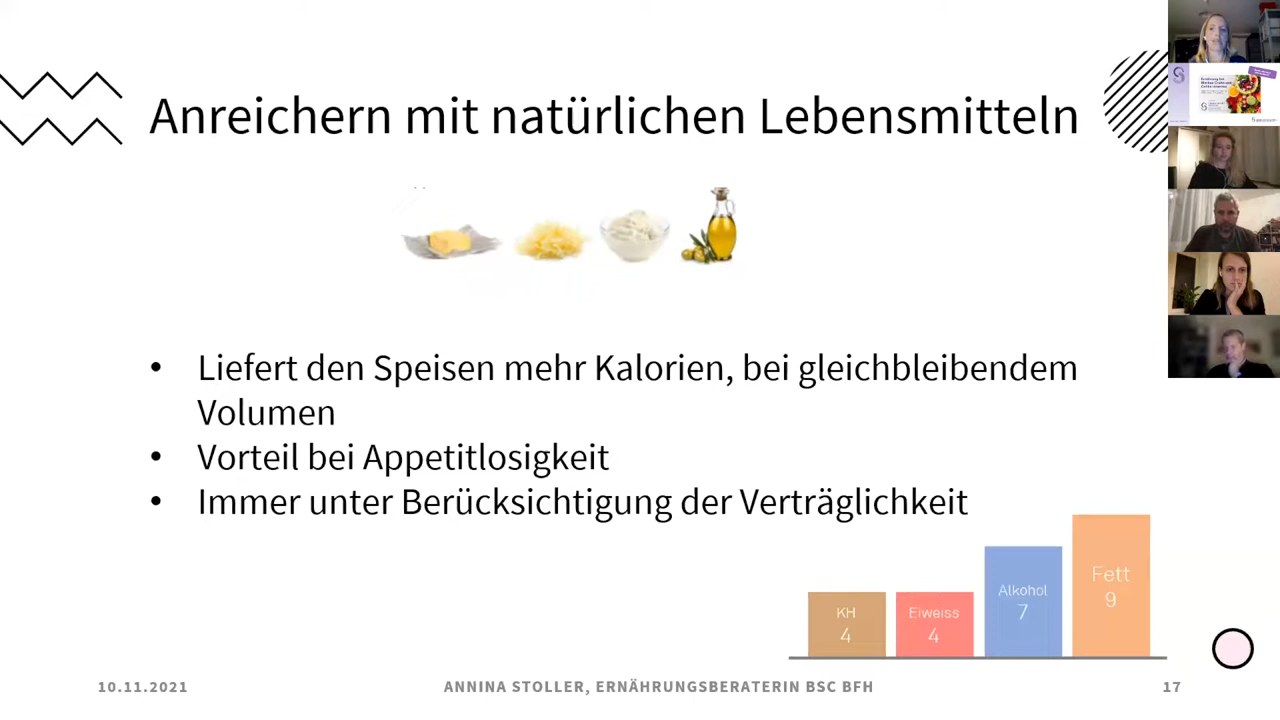 Anreichern mit natürlichen Lebensmitteln
• Liefert den Speisen mehr Kalorien, bei gleichbleibendem
Volumen
• Vorteil bei Appetitlosigkeit
• Immer unter Berücksichtigung der Verträglichkeit
KH
4
Eiweiss
4
Alkohol
7
Fett
9
10.11.2021
ANNINA STOLLER, ERNÄHRUNGSBERATERIN BSC BFH
17